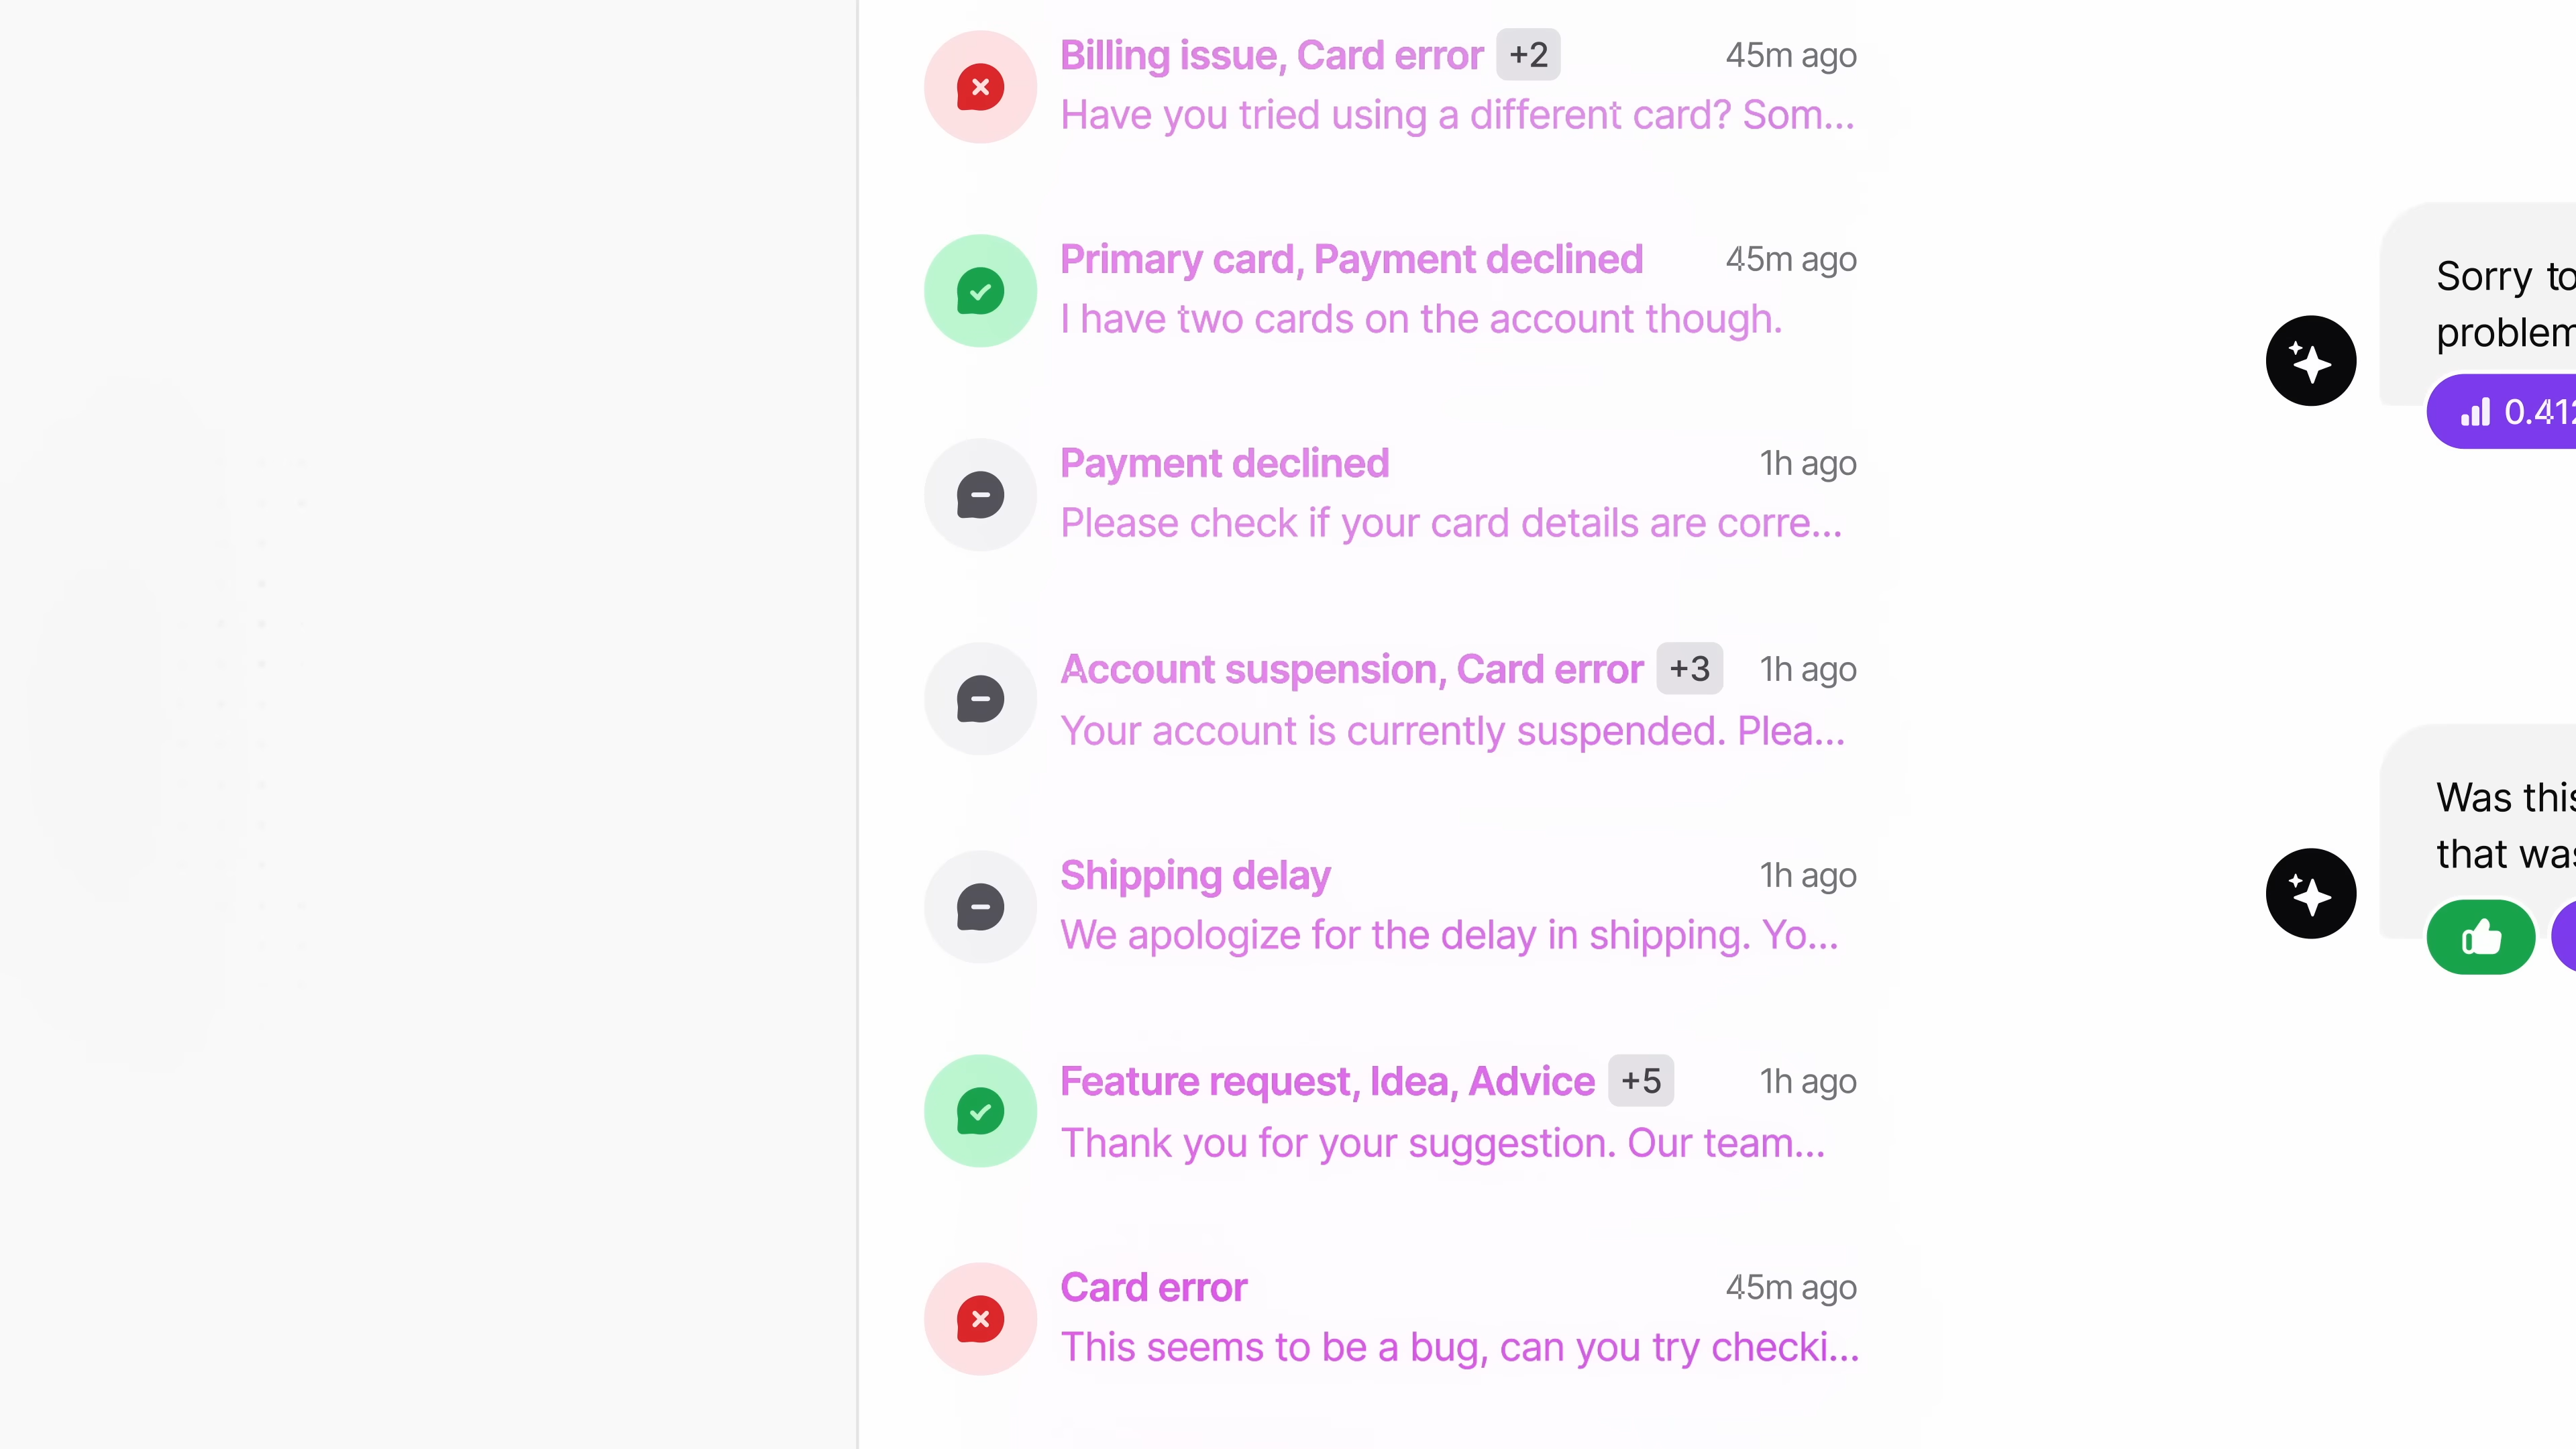 Billing issue, Card error +2 45m ago
Have you tried using a different card? Som...
Primary card, Payment declined 45m ago
I have two cards on the account though.
Payment declined 1h ago
Please check if your card details are corre...
Account suspension, Card error +3 1h ago
Your account is currently suspended. Plea...
Shipping delay 1h ago
We apologize for the delay in shipping. Yo...
Feature request, Idea, Advice +5 1h ago
Thank you for your suggestion. Our team...
Card error 45m ago
This seems to be a bug, can you try checki...
Sorry to
problem
0.412
Was this
that was